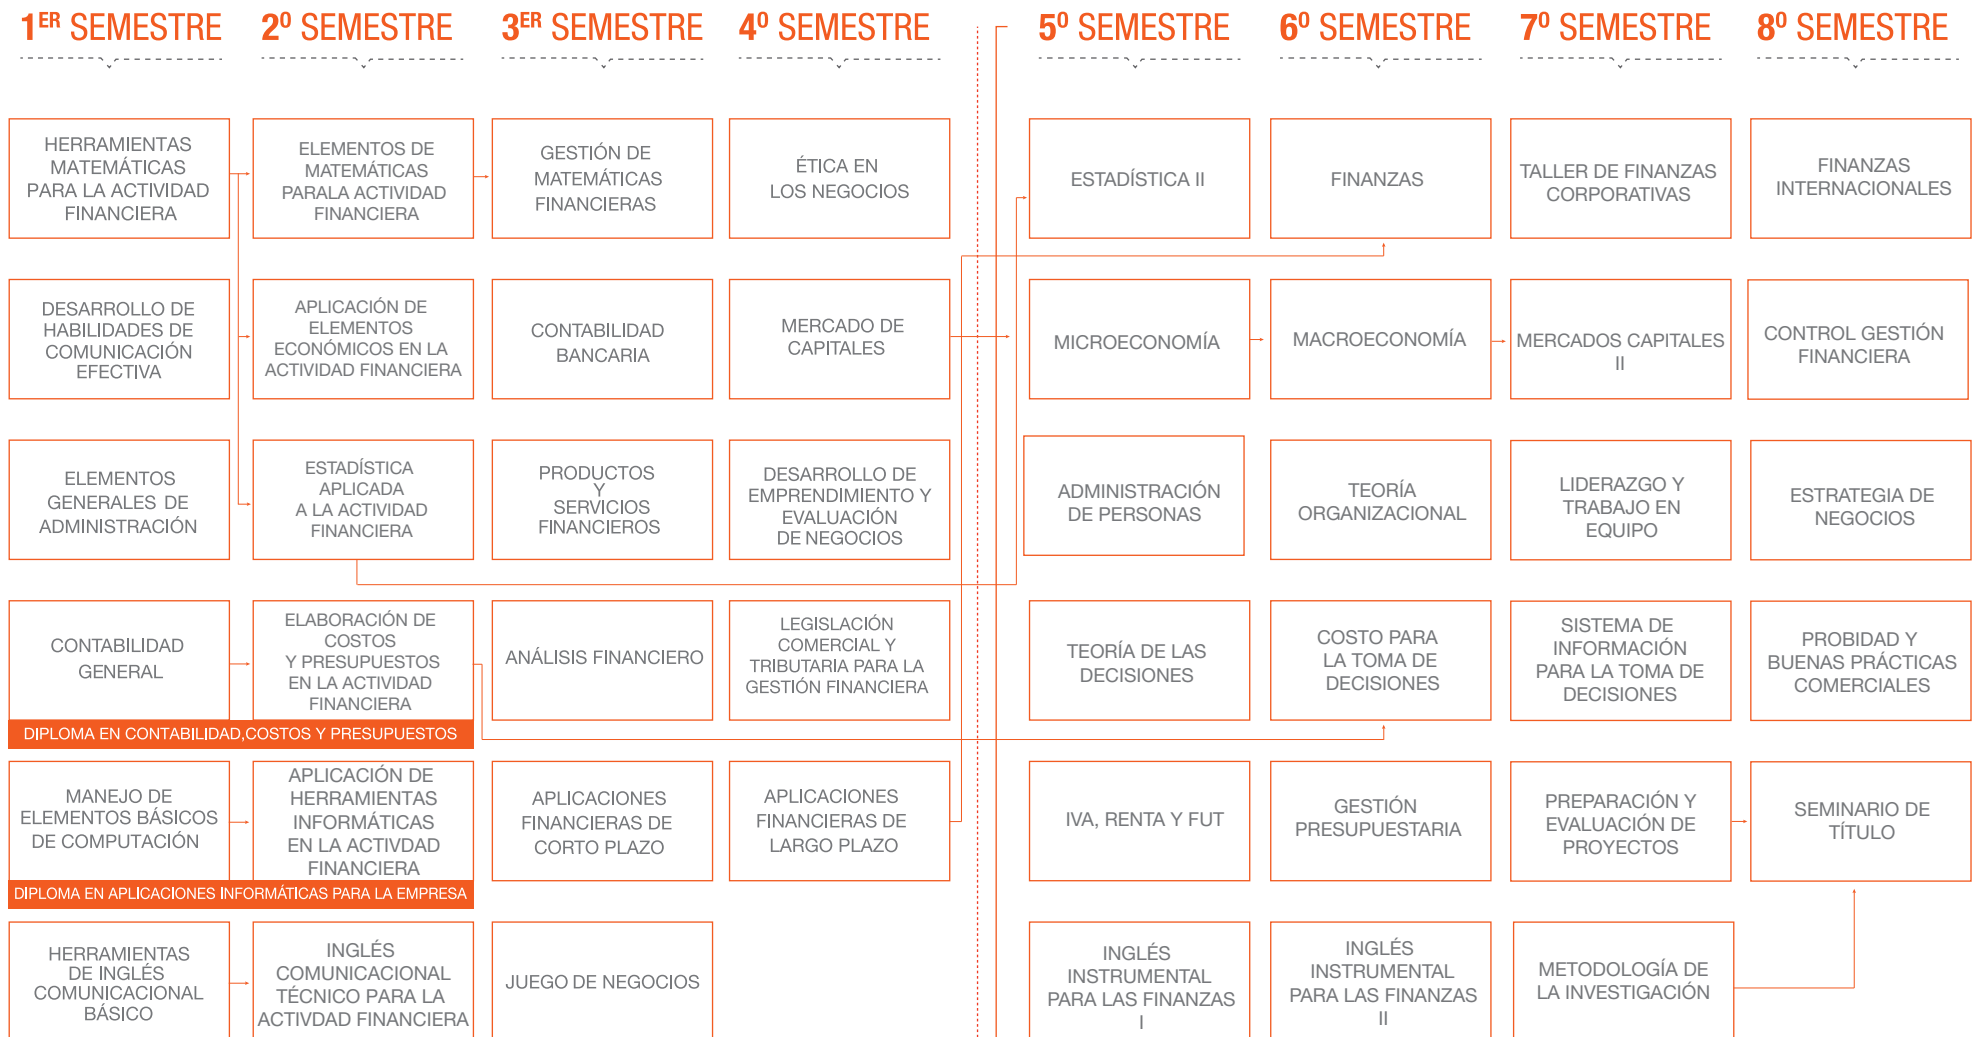 1ER SEMESTRE
2º SEMESTRE
3ER SEMESTRE
4º SEMESTRE
5º SEMESTRE
6º SEMESTRE
7º SEMESTRE
8º SEMESTRE
HERRAMIENTAS
MATEMÁTICAS
PARA LA ACTIVIDAD
FINANCIERA
ELEMENTOS DE
MATEMÁTICAS
PARALA ACTIVIDAD
FINANCIERA
GESTIÓN DE
MATEMÁTICAS
FINANCIERAS
ÉTICA EN
LOS NEGOCIOS
ESTADÍSTICA II
FINANZAS
TALLER DE FINANZAS
CORPORATIVAS
FINANZAS
INTERNACIONALES
DESARROLLO DE
HABILIDADES DE
COMUNICACIÓN
EFECTIVA
APLICACIÓN DE
ELEMENTOS
ECONÓMICOS EN LA
ACTIVIDAD FINANCIERA
CONTABILIDAD
BANCARIA
MERCADO DE
CAPITALES
MICROECONOMÍA
MACROECONOMÍA
MERCADOS CAPITALES
II
CONTROL GESTIÓN
FINANCIERA
ELEMENTOS
GENERALES DE
ADMINISTRACIÓN
ESTADÍSTICA
APLICADA
A LA ACTIVIDAD
FINANCIERA
PRODUCTOS
Y
SERVICIOS
FINANCIEROS
DESARROLLO DE
EMPRENDIMIENTO Y
EVALUACIÓN
DE NEGOCIOS
ADMINISTRACIÓN
DE PERSONAS
TEORÍA
ORGANIZACIONAL
LIDERAZGO Y
TRABAJO EN
EQUIPO
ESTRATEGIA DE
NEGOCIOS
CONTABILIDAD
GENERAL
ELABORACIÓN DE
COSTOS
Y PRESUPUESTOS
EN LA ACTIVIDAD
FINANCIERA
ANÁLISIS FINANCIERO
LEGISLACIÓN
COMERCIAL Y
TRIBUTARIA PARA LA
GESTIÓN FINANCIERA
TEORÍA DE LAS
DECISIONES
COSTO PARA
LA TOMA DE
DECISIONES
SISTEMA DE
INFORMACIÓN
PARA LA TOMA DE
DECISIONES
PROBIDAD Y
BUENAS PRÁCTICAS
COMERCIALES
DIPLOMA EN CONTABILIDAD,COSTOS Y PRESUPUESTOS
MANEJO DE
ELEMENTOS BÁSICOS
DE COMPUTACIÓN
APLICACIÓN DE
HERRAMIENTAS
INFORMÁTICAS
EN LA ACTIVDAD
FINANCIERA
APLICACIONES
FINANCIERAS DE
CORTO PLAZO
APLICACIONES
FINANCIERAS DE
LARGO PLAZO
IVA, RENTA Y FUT
GESTIÓN
PRESUPUESTARIA
PREPARACIÓN Y
EVALUACIÓN DE
PROYECTOS
SEMINARIO DE
TÍTULO
DIPLOMA EN APLICACIONES INFORMÁTICAS PARA LA EMPRESA
HERRAMIENTAS
DE INGLÉS
COMUNICACIONAL
BÁSICO
INGLÉS
COMUNICACIONAL
TÉCNICO PARA LA
ACTIVDAD FINANCIERA
JUEGO DE NEGOCIOS
INGLÉS
INSTRUMENTAL
PARA LAS FINANZAS
I
INGLÉS
INSTRUMENTAL
PARA LAS FINANZAS
II
METODOLOGÍA DE
LA INVESTIGACIÓN